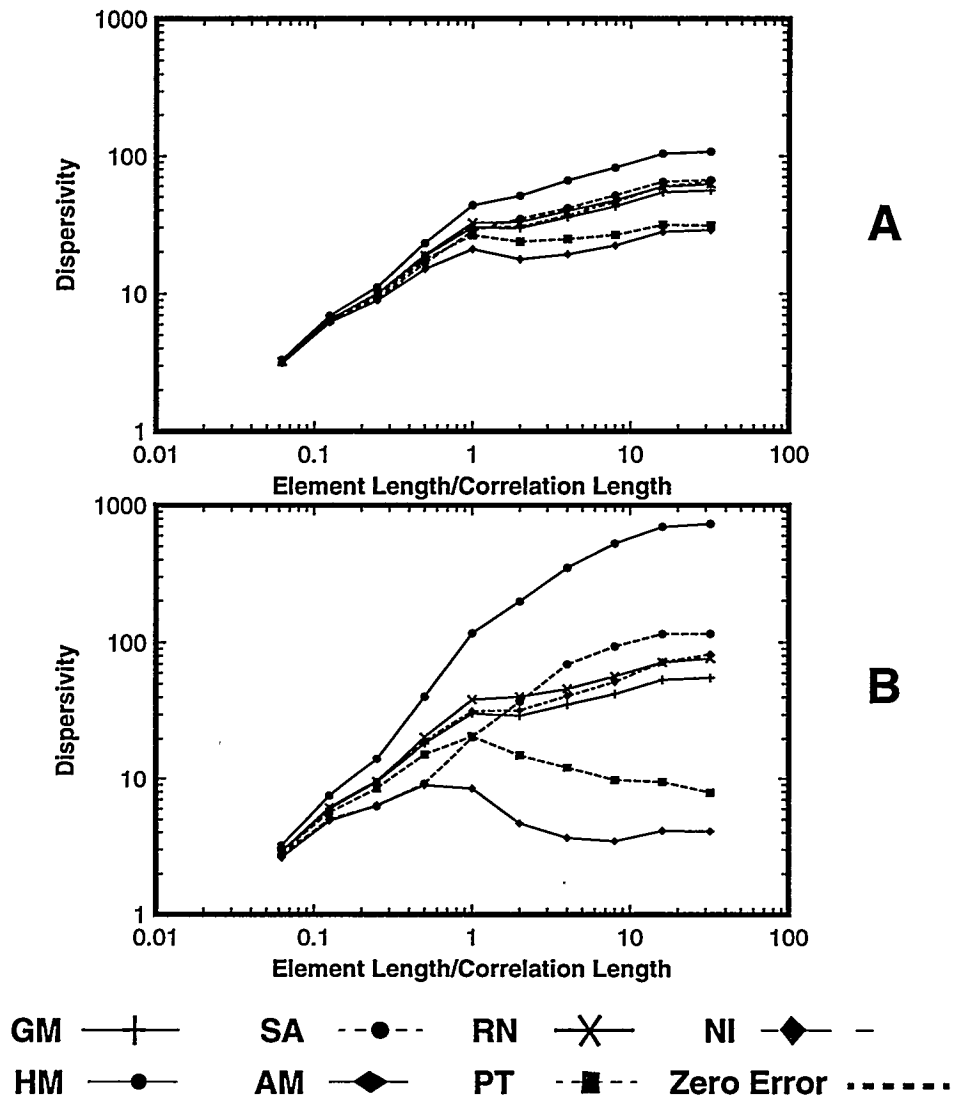 1000
100
10
1
Dispersivity
0.01 0.1 1 10 100
Element Length/Correlation Length
A
1000
100
10
1
Dispersivity
0.01 0.1 1 10 100
Element Length/Correlation Length
B
GM SA RN NI
HM AM PT Zero Error